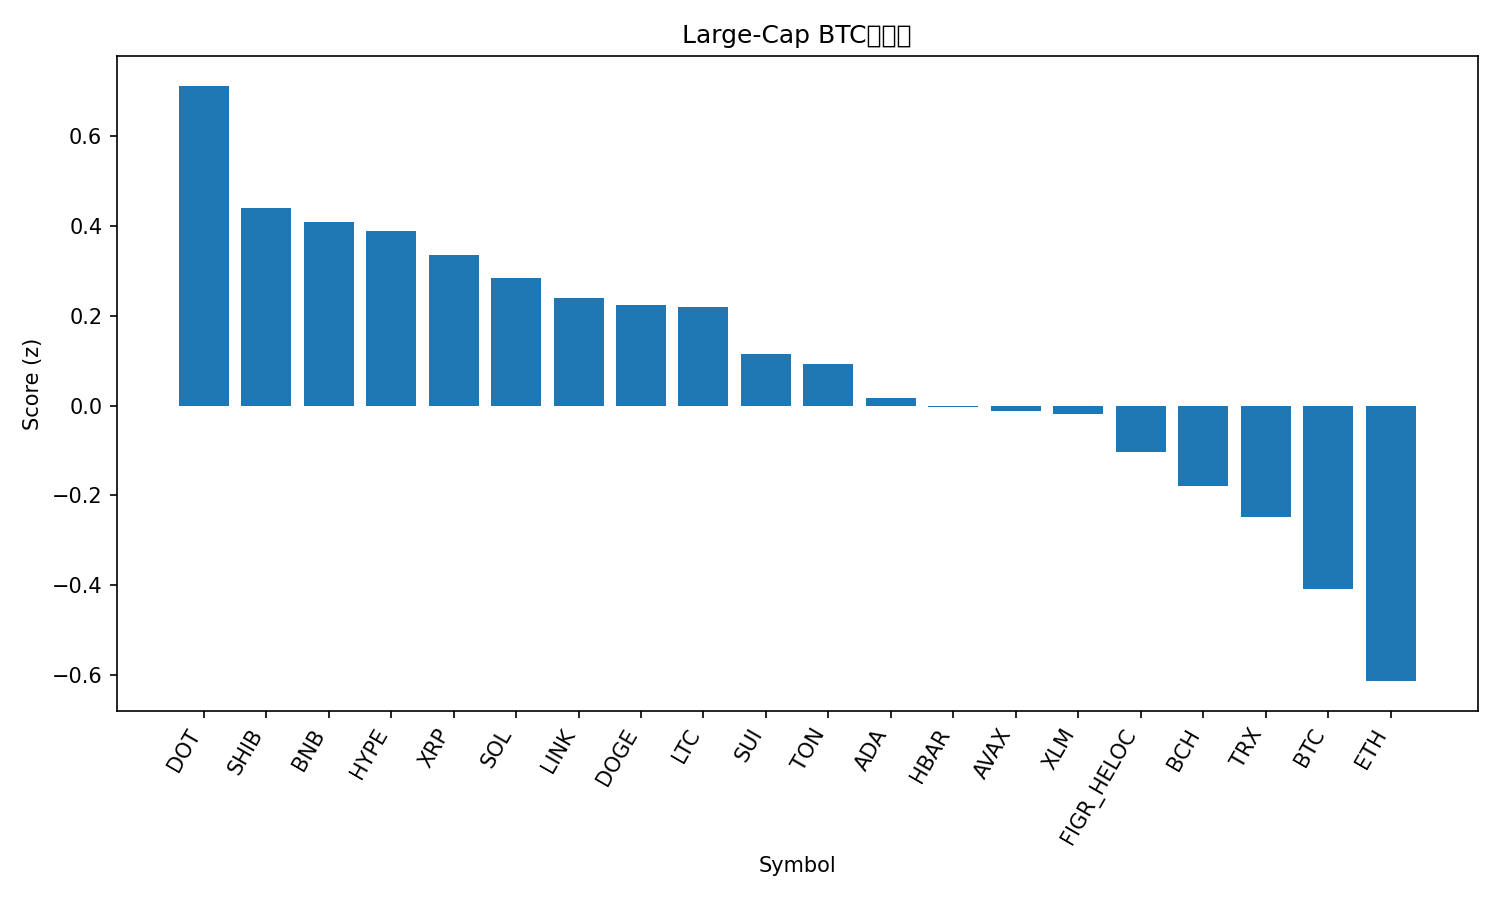 Large-Cap BTC
0.6
0.4
0.2
0.0
−0.2
−0.4
−0.6
Score (z)
DOT
SHIB
BNB
HYPE
XRP
SOL
LINK
DOGE
LTC
SUI
TON
ADA
HBAR
AVAX
XLM
FIGR_HELOC
BCH
TRX
BTC
ETH
Symbol